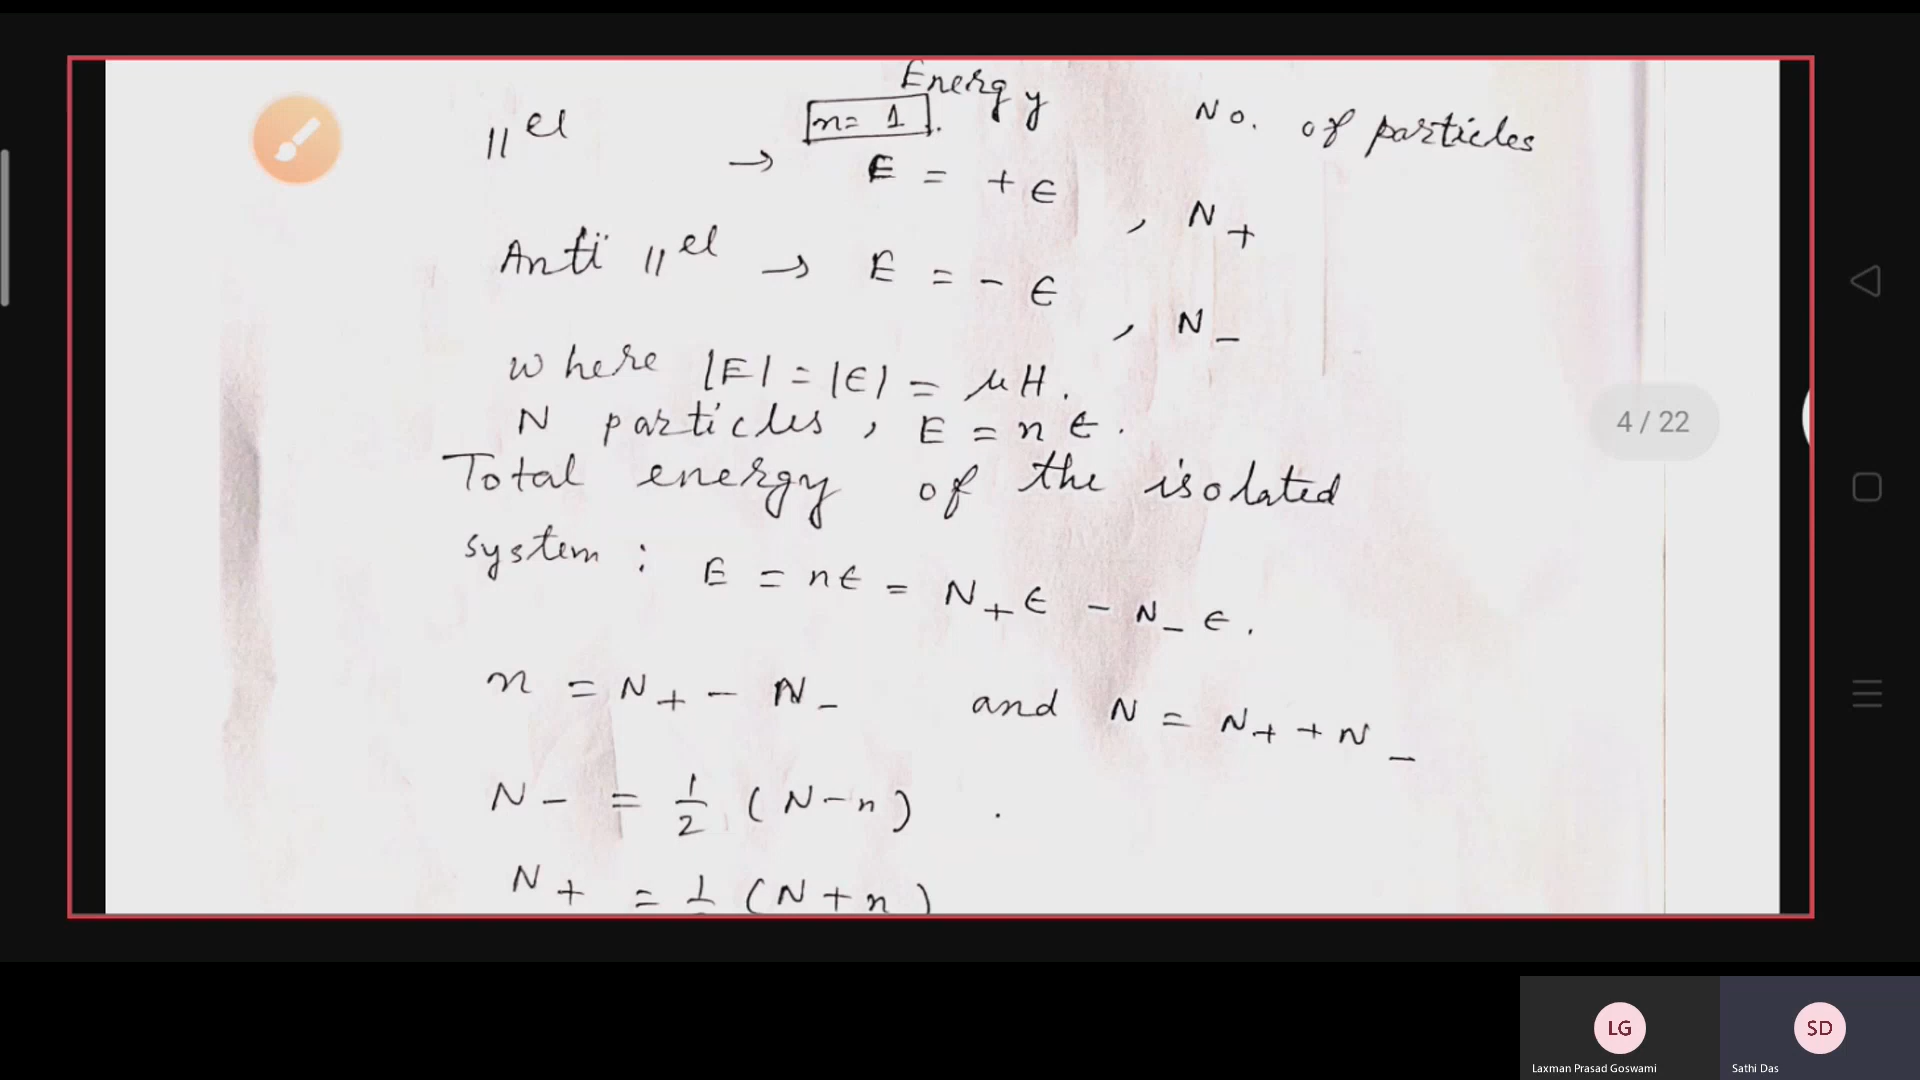 Energy
||el → n= 1. No. of particles
E = +ϵ , N+
Anti ||el → E = - ϵ , N-
where |E| = |ϵ| = μH.
N particles, E = n ϵ.
Total energy of the isolated
system : E = nϵ = N+ ϵ - N- ϵ.
n = N+ - N- and N = N+ + N-
N- = 1/2 (N-n) .
N+ = 1/2 (N+n)
4 / 22
LG SD
Laxman Prasad Goswami Sathi Das